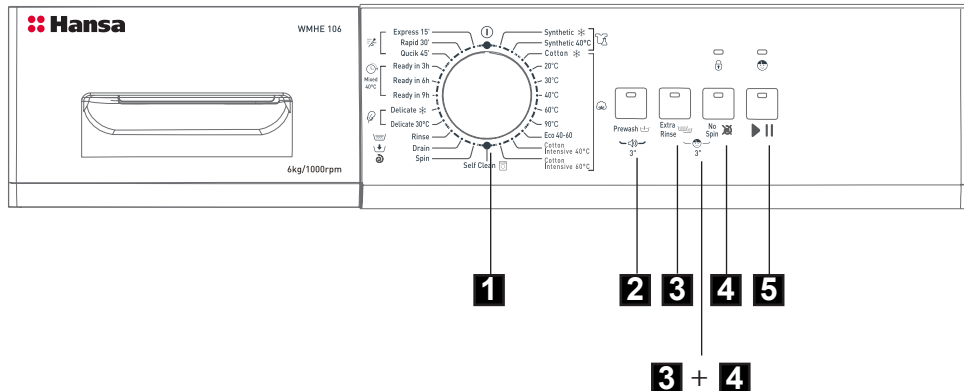 Hansa
WMHE 106
6kg/1000rpm
Express 15'
Rapid 30'
Qucik 45'
Mixed
40°C
Ready in 3h
Ready in 6h
Ready in 9h
Delicate
Delicate 30°C
Rinse
Drain
Spin
Self Clean
Synthetic
Synthetic 40°C
Cotton
20°C
30°C
40°C
60°C
90°C
Eco 40-60
Cotton
Intensive 40°C
Cotton
Intensive 60°C
Prewash
3"
Extra
Rinse
No
Spin
3"
1
2
3
4
5
3 + 4